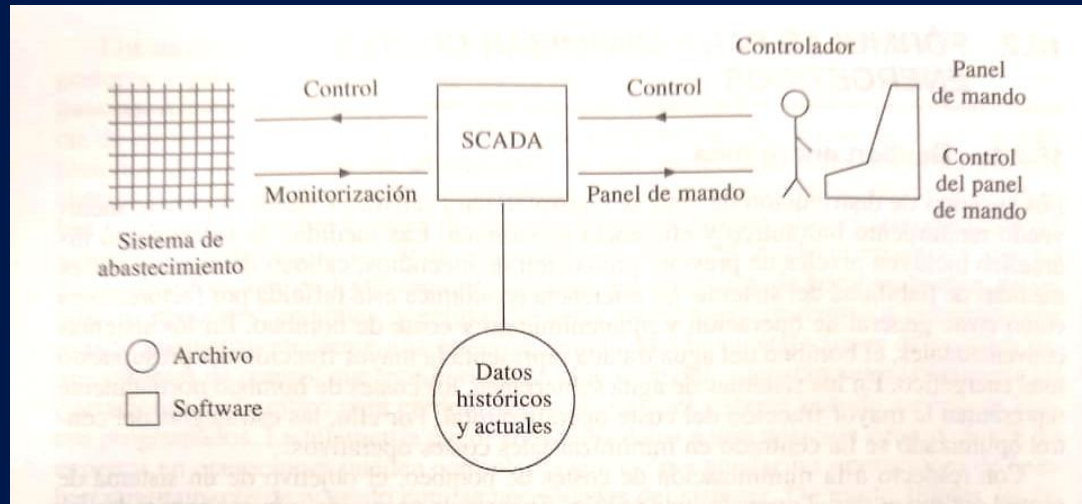 Controlador
Panel
de mando
Control
Control
SCADA
Monitorización
Panel de mando
Control
del panel
de mando
Sistema de
abastecimiento
Archivo
Software
Datos
históricos
y actuales